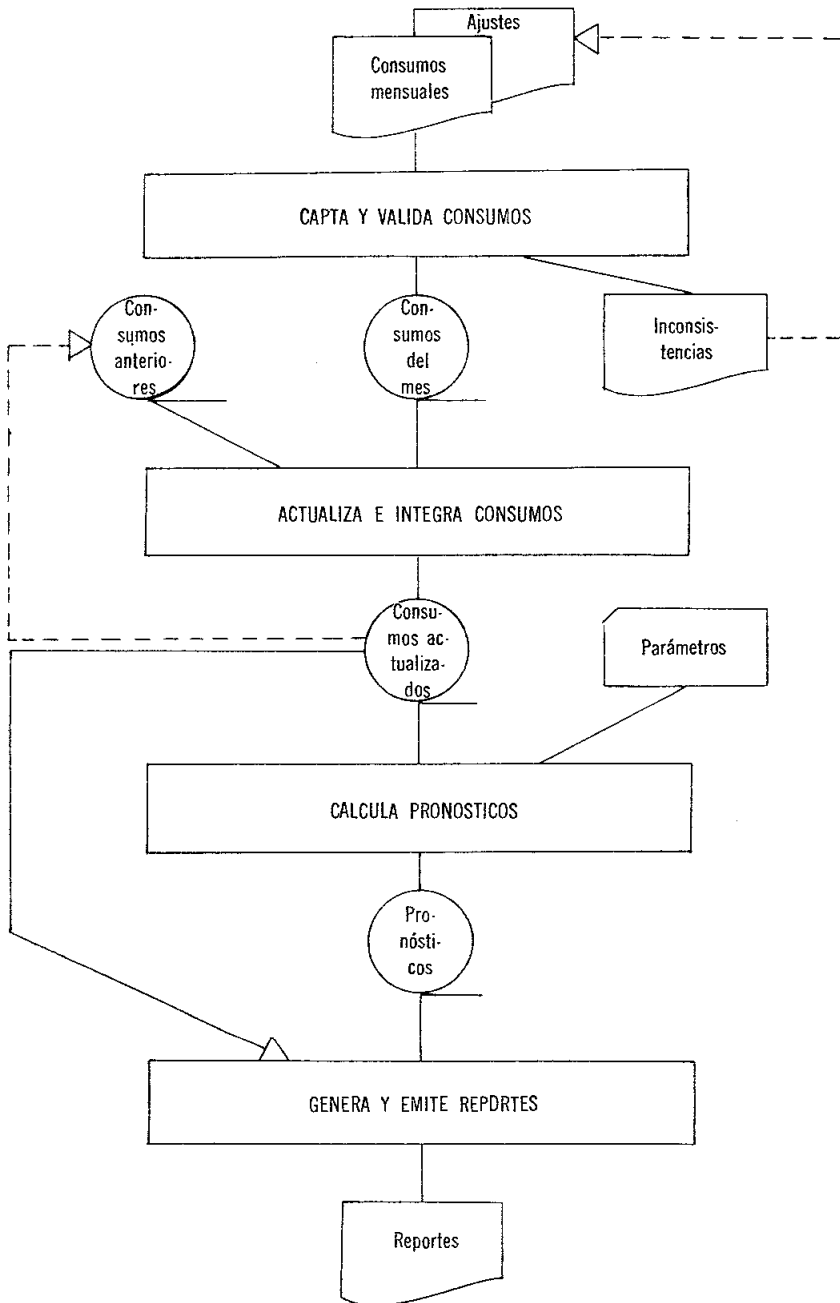 Ajustes
Consumos
mensuales
CAPTA Y VALIDA CONSUMOS
Con-
sumos
anterio-
res
Con-
sumos
del
mes
Inconsis-
tencias
ACTUALIZA E INTEGRA CONSUMOS
Consu-
mos ac-
tualiza-
dos
Parámetros
CALCULA PRONOSTICOS
Pro-
nósti-
cos
GENERA Y EMITE REPORTES
Reportes